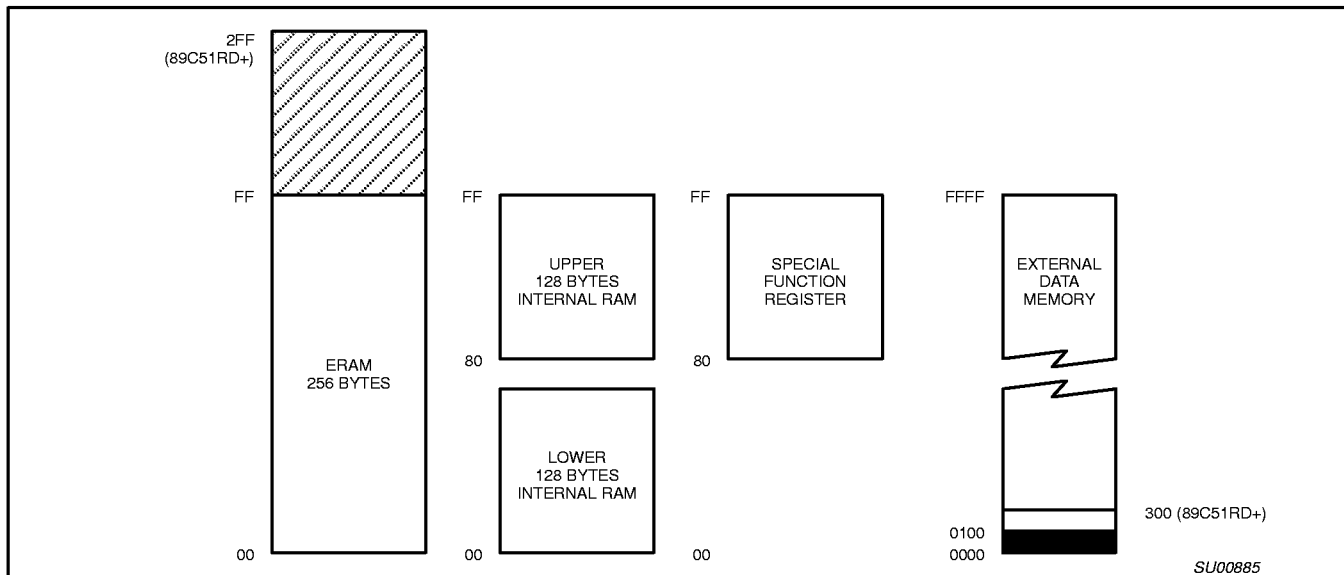 2FF
(89C51RD+)
FF
ERAM
256 BYTES
00
FF
UPPER
128 BYTES
INTERNAL RAM
80
LOWER
128 BYTES
INTERNAL RAM
00
FF
SPECIAL
FUNCTION
REGISTER
80
00
FFFF
EXTERNAL
DATA
MEMORY
300 (89C51RD+)
0100
0000
SU00885